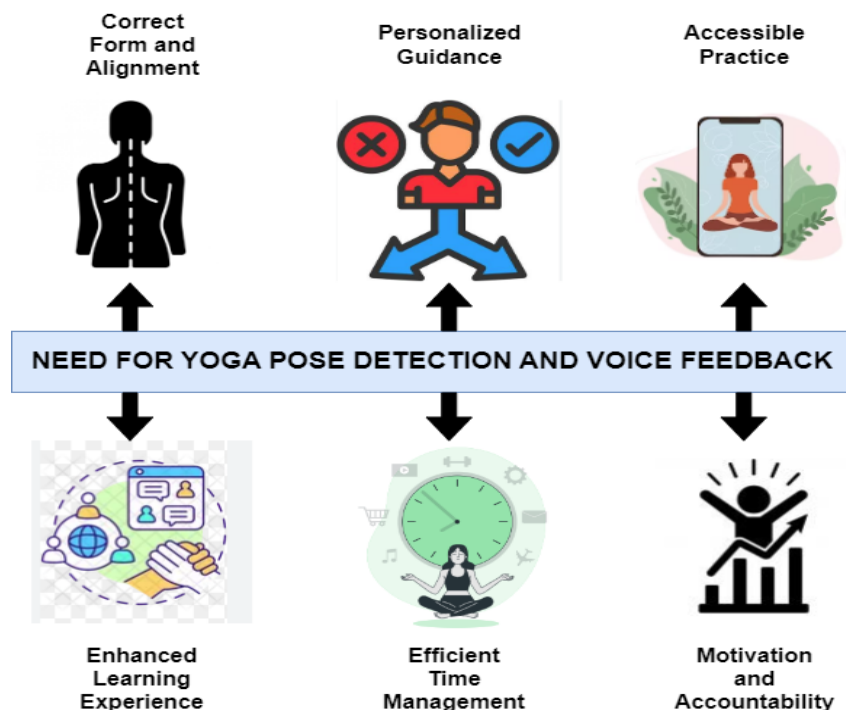 Correct
Form and
Alignment
Personalized
Guidance
Accessible
Practice
NEED FOR YOGA POSE DETECTION AND VOICE FEEDBACK
Enhanced
Learning
Experience
Efficient
Time
Management
Motivation
and
Accountability